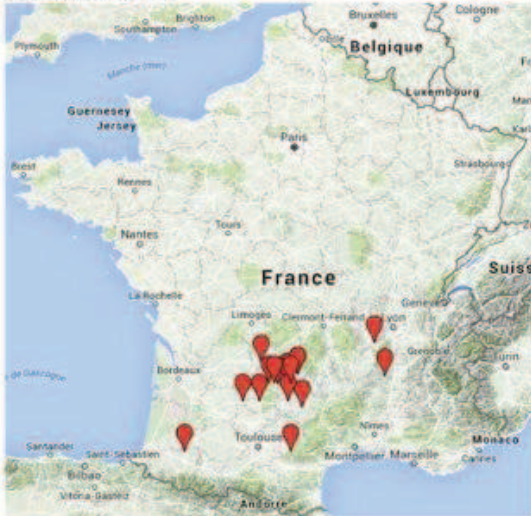 Southampton
Brighton
Plymouth
Bruxelles
Cologne
Belgique
Manche (mer)
Luxembourg
Guernesey
Jersey
Paris
Brest
Strasbourg
Rennes
Nantes
Tours
France
Suiss
La Rochelle
Genève
Limoges
Clermont-Ferrand
Lyon
Grenoble
Turin
Bordeaux
de Gascogne
Nîmes
Monaco
Toulouse
Montpellier
Marseille
Cannes
Santander
Saint-Sébastien
Bilbao
Vitoria-Gasteiz
Andorre